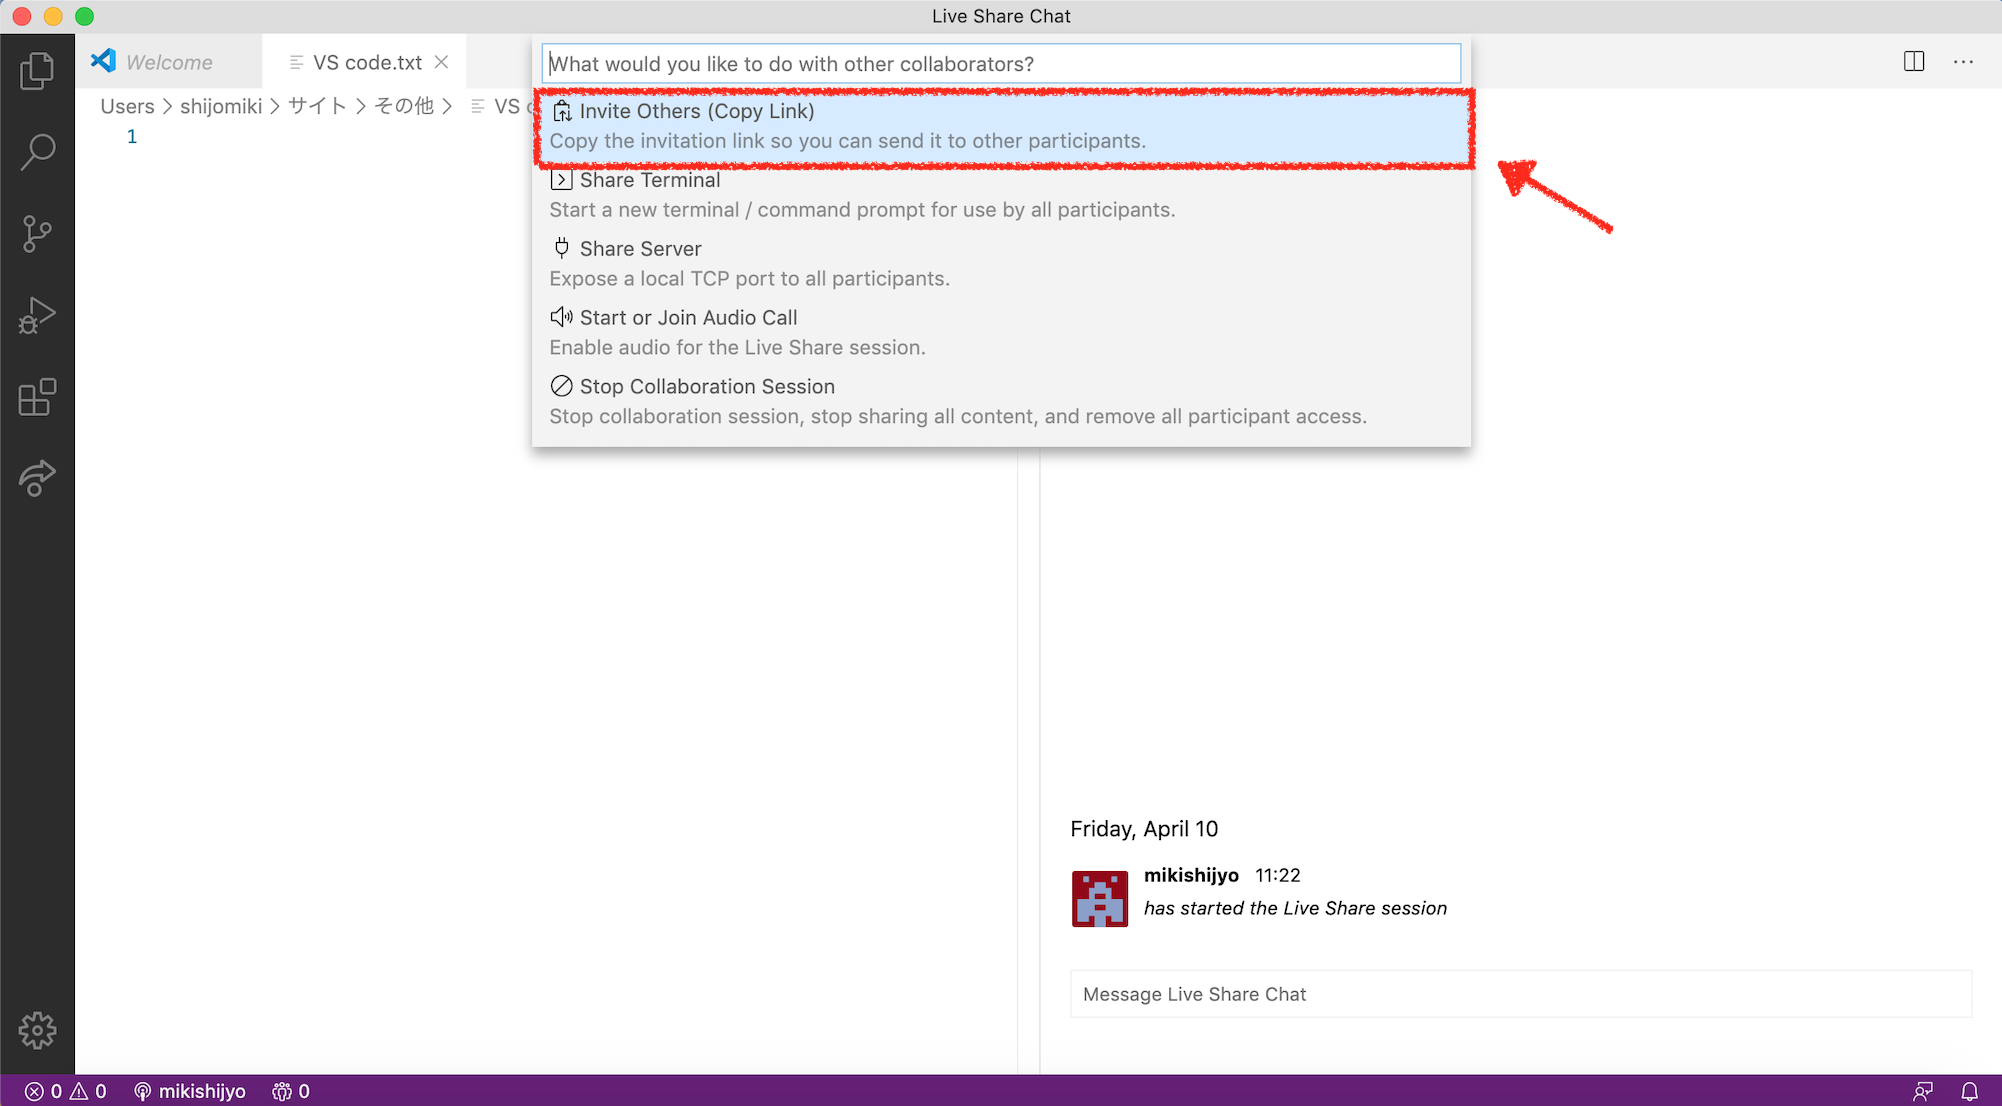 Live Share Chat
Welcome
VS code.txt
Users > shijomiki > サイト > その他 > VS c
1
What would you like to do with other collaborators?
Invite Others (Copy Link)
Copy the invitation link so you can send it to other participants.
Share Terminal
Start a new terminal / command prompt for use by all participants.
Share Server
Expose a local TCP port to all participants.
Start or Join Audio Call
Enable audio for the Live Share session.
Stop Collaboration Session
Stop collaboration session, stop sharing all content, and remove all participant access.
Friday, April 10
mikishijyo 11:22
has started the Live Share session
Message Live Share Chat
0 0 mikishijyo 0